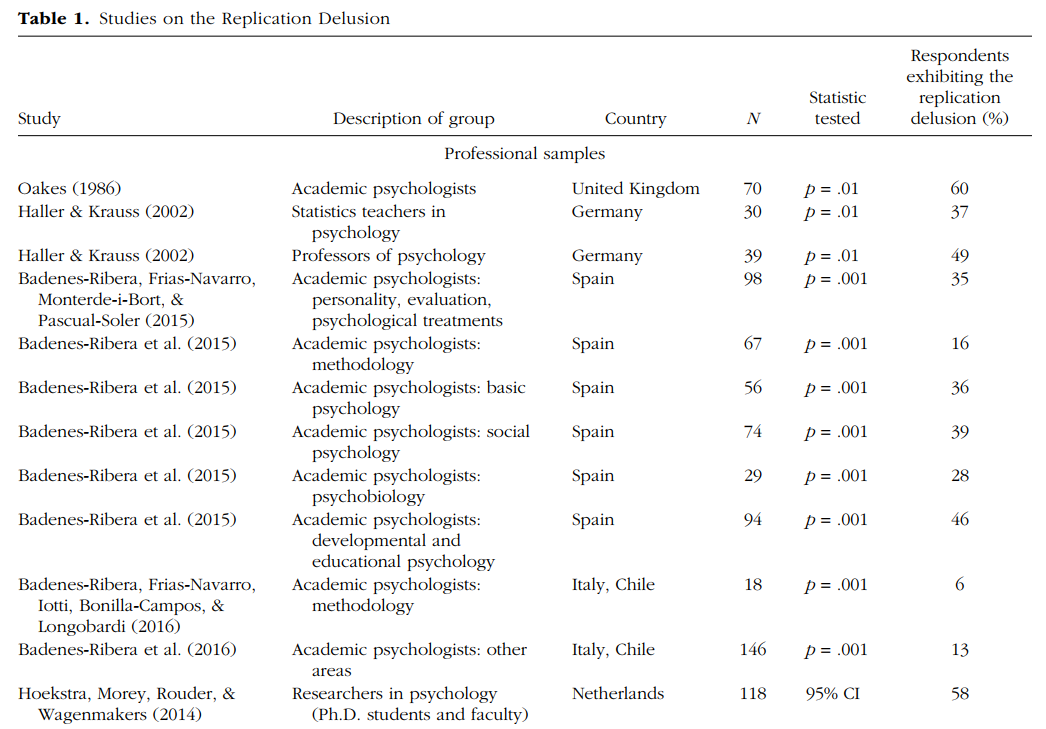 Table 1. Studies on the Replication Delusion
Study Description of group Country N Statistic tested Respondents exhibiting the replication delusion (%)
Professional samples
Oakes (1986) Academic psychologists United Kingdom 70 p = .01 60
Haller & Krauss (2002) Statistics teachers in Germany 30 p = .01 37
psychology
Haller & Krauss (2002) Professors of psychology Germany 39 p = .01 49
Badenes-Ribera, Frias-Navarro, Academic psychologists: Spain 98 p = .001 35
Monterde-i-Bort, & personality, evaluation,
Pascual-Soler (2015) psychological treatments
Badenes-Ribera et al. (2015) Academic psychologists: Spain 67 p = .001 16
methodology
Badenes-Ribera et al. (2015) Academic psychologists: basic Spain 56 p = .001 36
psychology
Badenes-Ribera et al. (2015) Academic psychologists: social Spain 74 p = .001 39
psychology
Badenes-Ribera et al. (2015) Academic psychologists: Spain 29 p = .001 28
psychobiology
Badenes-Ribera et al. (2015) Academic psychologists: Spain 94 p = .001 46
developmental and
educational psychology
Badenes-Ribera, Frias-Navarro, Academic psychologists: Italy, Chile 18 p = .001 6
Iotti, Bonilla-Campos, & methodology
Longobardi (2016)
Badenes-Ribera et al. (2016) Academic psychologists: other Italy, Chile 146 p = .001 13
areas
Hoekstra, Morey, Rouder, & Researchers in psychology Netherlands 118 95% CI 58
Wagenmakers (2014) (Ph.D. students and faculty)